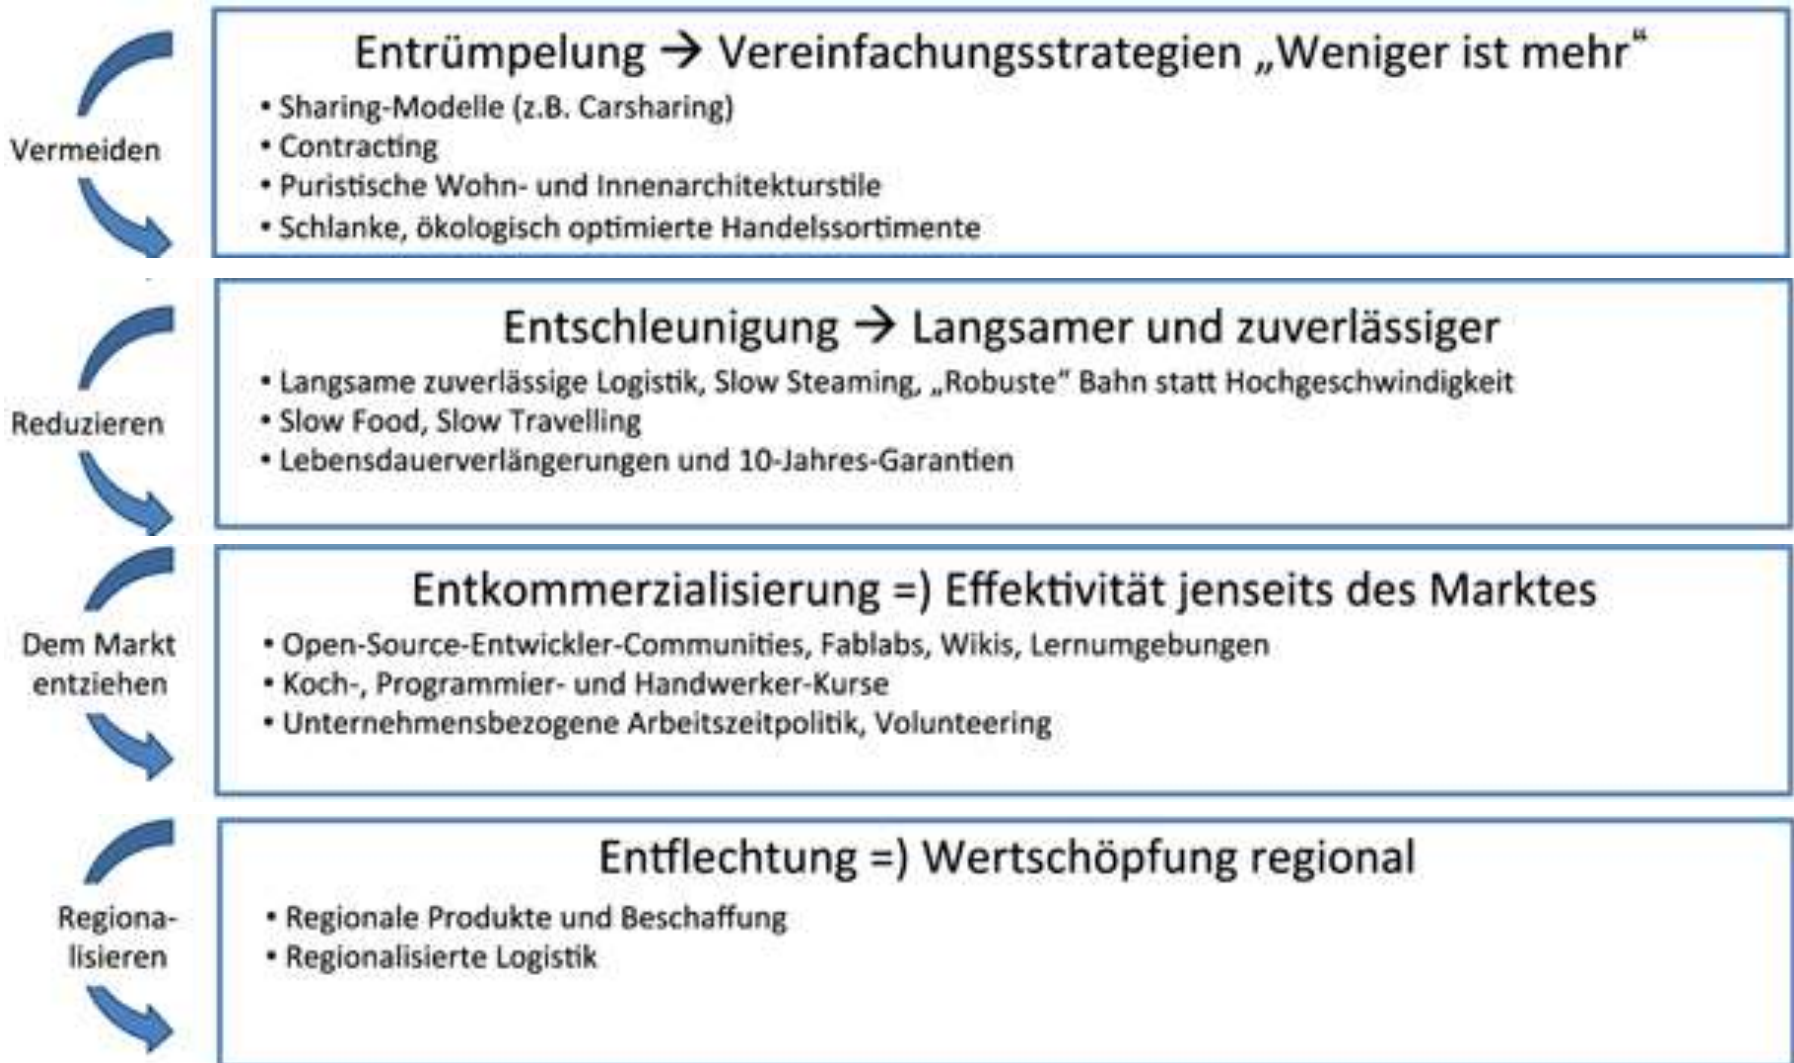 Entrümpelung → Vereinfachungsstrategien „Weniger ist mehr“
Vermeiden
• Sharing-Modelle (z.B. Carsharing)
• Contracting
• Puristische Wohn- und Innenarchitekturstile
• Schlanke, ökologisch optimierte Handelssortimente
Entschleunigung → Langsamer und zuverlässiger
Reduzieren
• Langsame zuverlässige Logistik, Slow Steaming, „Robuste“ Bahn statt Hochgeschwindigkeit
• Slow Food, Slow Travelling
• Lebensdauerverlängerungen und 10-Jahres-Garantien
Entkommerzialisierung =) Effektivität jenseits des Marktes
Dem Markt
entziehen
• Open-Source-Entwickler-Communities, Fablabs, Wikis, Lernumgebungen
• Koch-, Programmier- und Handwerker-Kurse
• Unternehmensbezogene Arbeitszeitpolitik, Volunteering
Entflechtung =) Wertschöpfung regional
Regiona-
lisieren
• Regionale Produkte und Beschaffung
• Regionalisierte Logistik